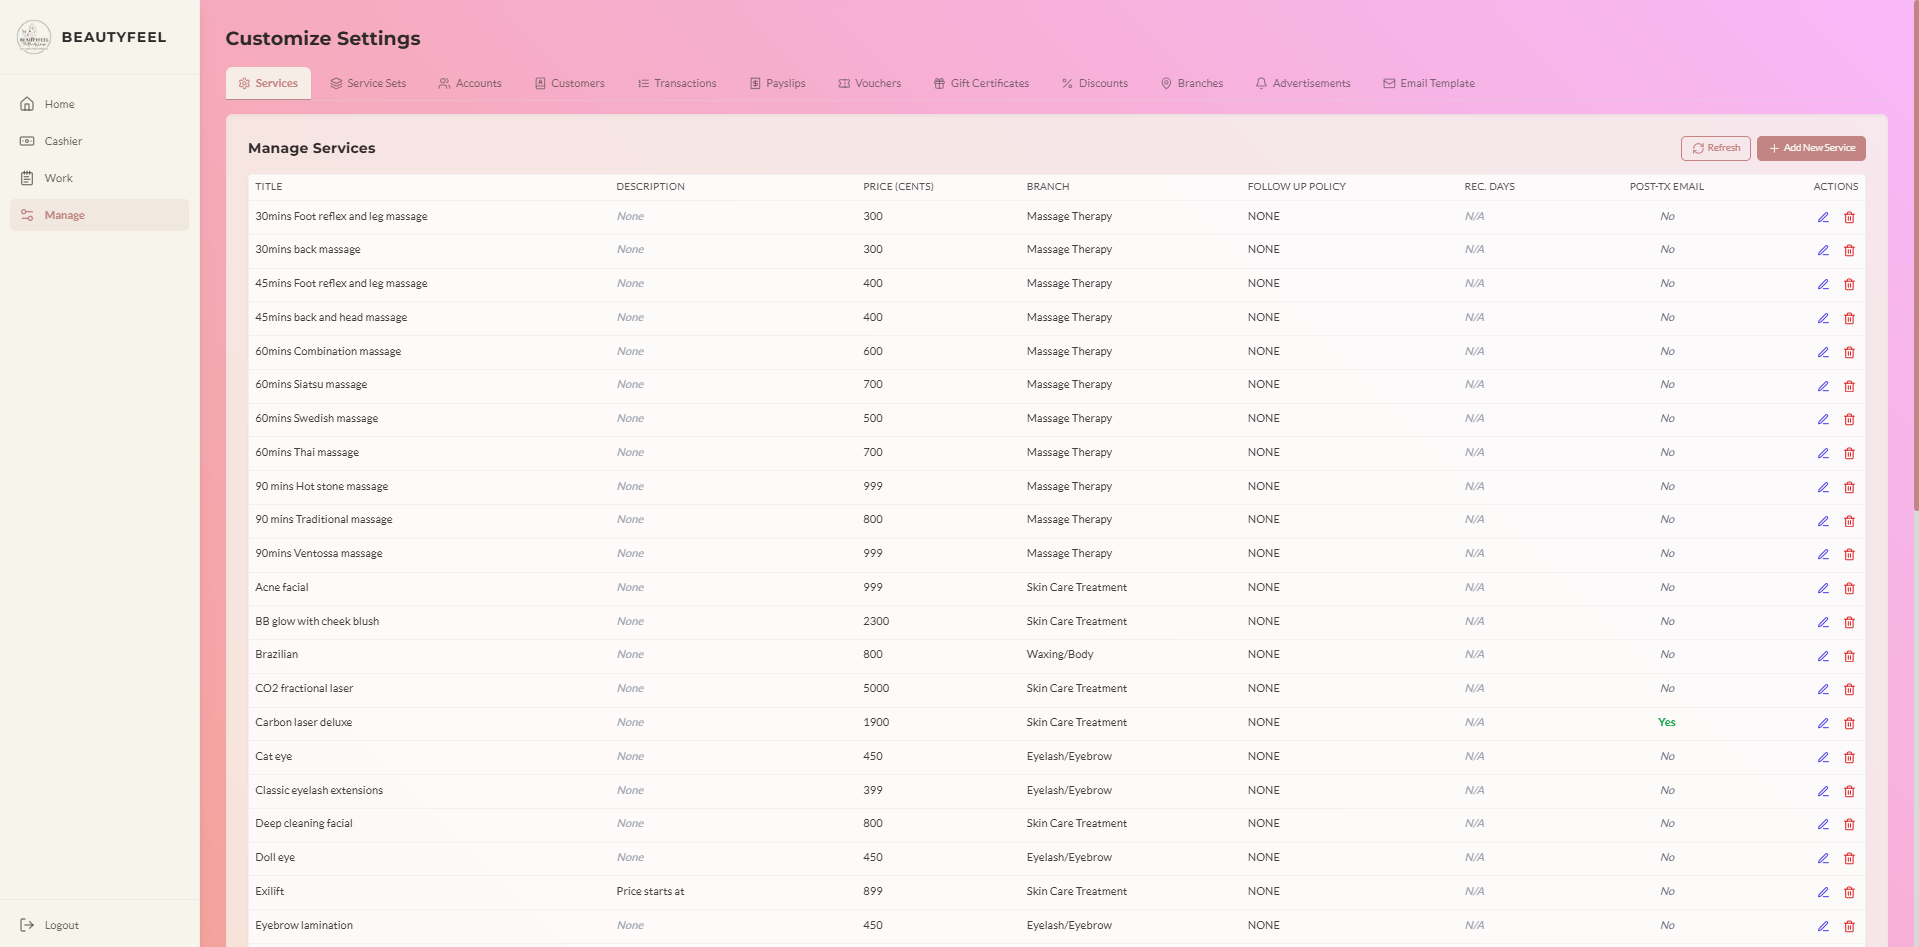 BEAUTYFEEL
Home
Cashier
Work
Manage
Logout
Customize Settings
Services Service Sets Accounts Customers Transactions Payslips Vouchers Gift Certificates Discounts Branches Advertisements Email Template
Manage Services
Refresh Add New Service
TITLE DESCRIPTION PRICE (CENTS) BRANCH FOLLOW UP POLICY REC. DAYS POST-TX EMAIL ACTIONS
30mins Foot reflex and leg massage None 300 Massage Therapy NONE N/A No
30mins back massage None 300 Massage Therapy NONE N/A No
45mins Foot reflex and leg massage None 400 Massage Therapy NONE N/A No
45mins back and head massage None 400 Massage Therapy NONE N/A No
60mins Combination massage None 600 Massage Therapy NONE N/A No
60mins Siatsu massage None 700 Massage Therapy NONE N/A No
60mins Swedish massage None 500 Massage Therapy NONE N/A No
60mins Thai massage None 700 Massage Therapy NONE N/A No
90 mins Hot stone massage None 999 Massage Therapy NONE N/A No
90 mins Traditional massage None 800 Massage Therapy NONE N/A No
90mins Ventossa massage None 999 Massage Therapy NONE N/A No
Acne facial None 999 Skin Care Treatment NONE N/A No
BB glow with cheek blush None 2300 Skin Care Treatment NONE N/A No
Brazilian None 800 Waxing/Body NONE N/A No
CO2 fractional laser None 5000 Skin Care Treatment NONE N/A No
Carbon laser deluxe None 1900 Skin Care Treatment NONE N/A Yes
Cat eye None 450 Eyelash/Eyebrow NONE N/A No
Classic eyelash extensions None 399 Eyelash/Eyebrow NONE N/A No
Deep cleaning facial None 800 Skin Care Treatment NONE N/A No
Doll eye None 450 Eyelash/Eyebrow NONE N/A No
Exilift Price starts at 899 Skin Care Treatment NONE N/A No
Eyebrow lamination None 450 Eyelash/Eyebrow NONE N/A No